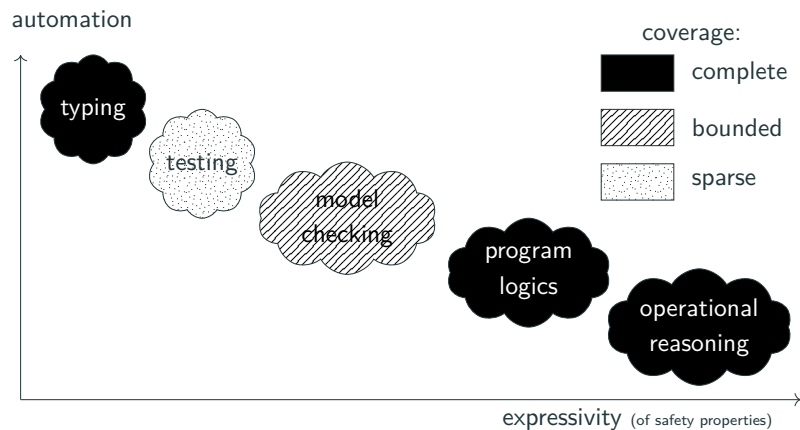 automation
coverage:
complete
bounded
sparse
typing
testing
model
checking
program
logics
operational
reasoning
expressivity (of safety properties)